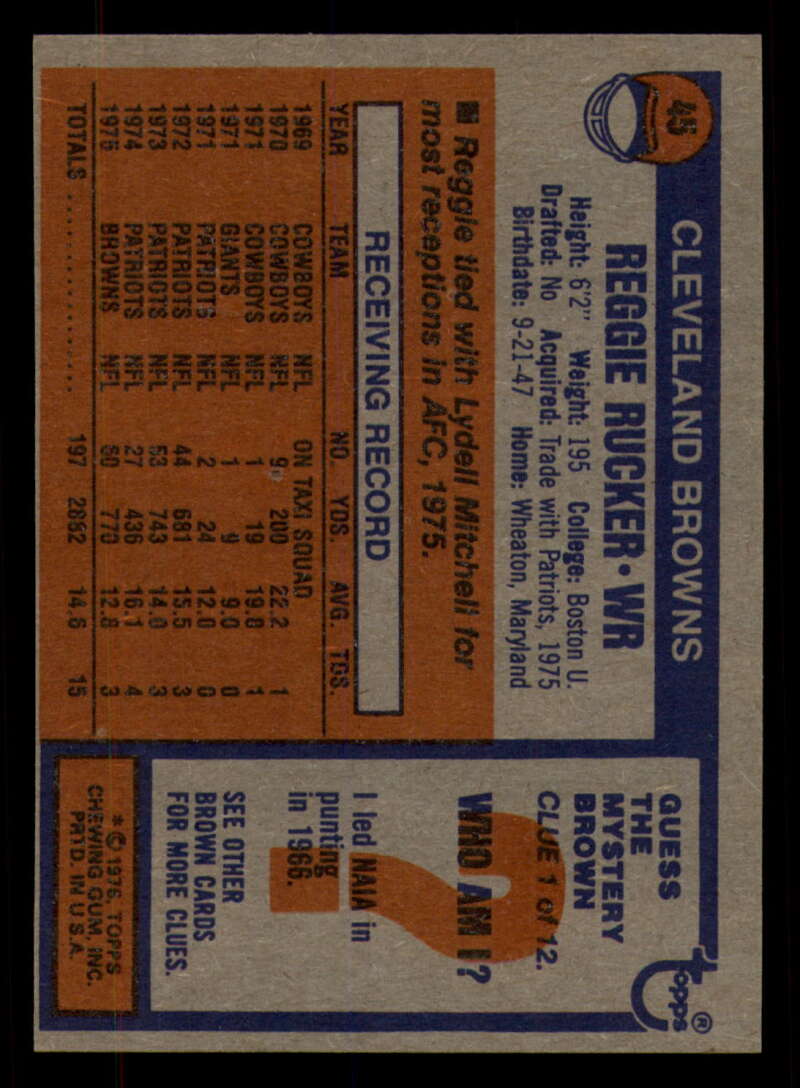 45
CLEVELAND BROWNS
REGGIE RUCKER • WR
Height: 6'2" Weight: 195 College: Boston U.
Drafted: No Acquired: Trade with Patriots, 1975
Birthdate: 9-21-47 Home: Wheaton, Maryland
■ Reggie tied with Lydell Mitchell for
most receptions in AFC, 1975.
RECEIVING RECORD
YEAR TEAM NO. YDS. AVG. TDS.
1969 COWBOYS NFL ON TAXI SQUAD
1970 COWBOYS NFL 9 200 22.2 1
1971 COWBOYS NFL 1 19 19.8 1
1971 GIANTS NFL 1 9 9.0 0
1971 PATRIOTS NFL 2 24 12.0 0
1972 PATRIOTS NFL 44 681 15.5 3
1973 PATRIOTS NFL 53 743 14.0 3
1974 PATRIOTS NFL 27 436 16.1 4
1975 BROWNS NFL 60 770 12.8 3
TOTALS .................. 197 2882 14.6 15
topps®
GUESS
THE
MYSTERY
BROWN
CLUE 1 of 12.
WHO AM I?
?
I led NAIA in
punting
in 1966.
SEE OTHER
BROWN CARDS
FOR MORE CLUES.
* © 1976, TOPPS
CHEWING GUM, INC.
PRTD. IN U.S.A.